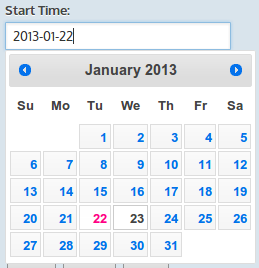 Start Time:
2013-01-22
January 2013
Su Mo Tu We Th Fr Sa
1 2 3 4 5
6 7 8 9 10 11 12
13 14 15 16 17 18 19
20 21 22 23 24 25 26
27 28 29 30 31